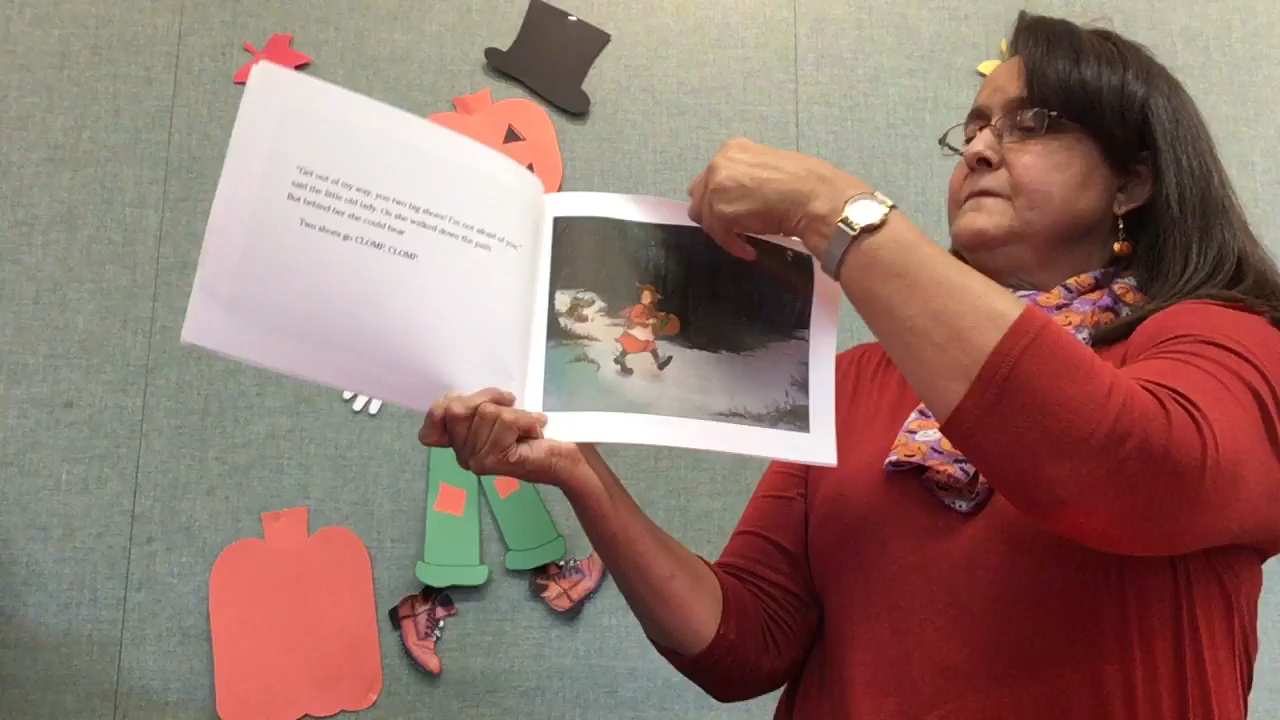 "Get out of my way, you two big shoes! I'm not afraid of you,"
said the little old lady. On she walked down the path.
But behind her she could hear
Two shoes go CLOMP, CLOMP.